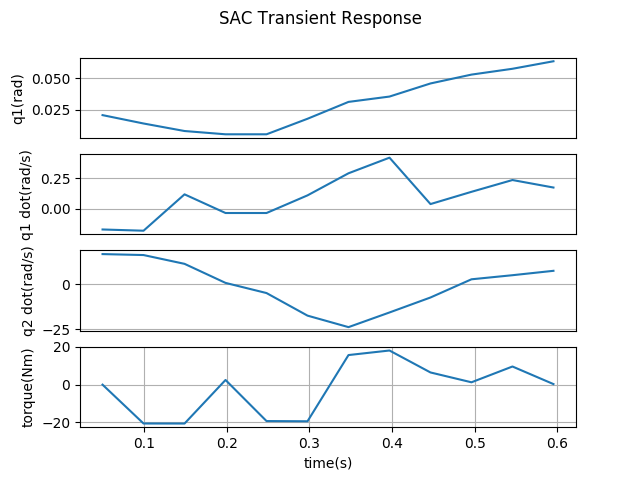 SAC Transient Response
q1(rad)
0.050
0.025
q1 dot(rad/s)
0.25
0.00
q2 dot(rad/s)
0
−25
torque(Nm)
20
0
−20
0.1 0.2 0.3 0.4 0.5 0.6
time(s)